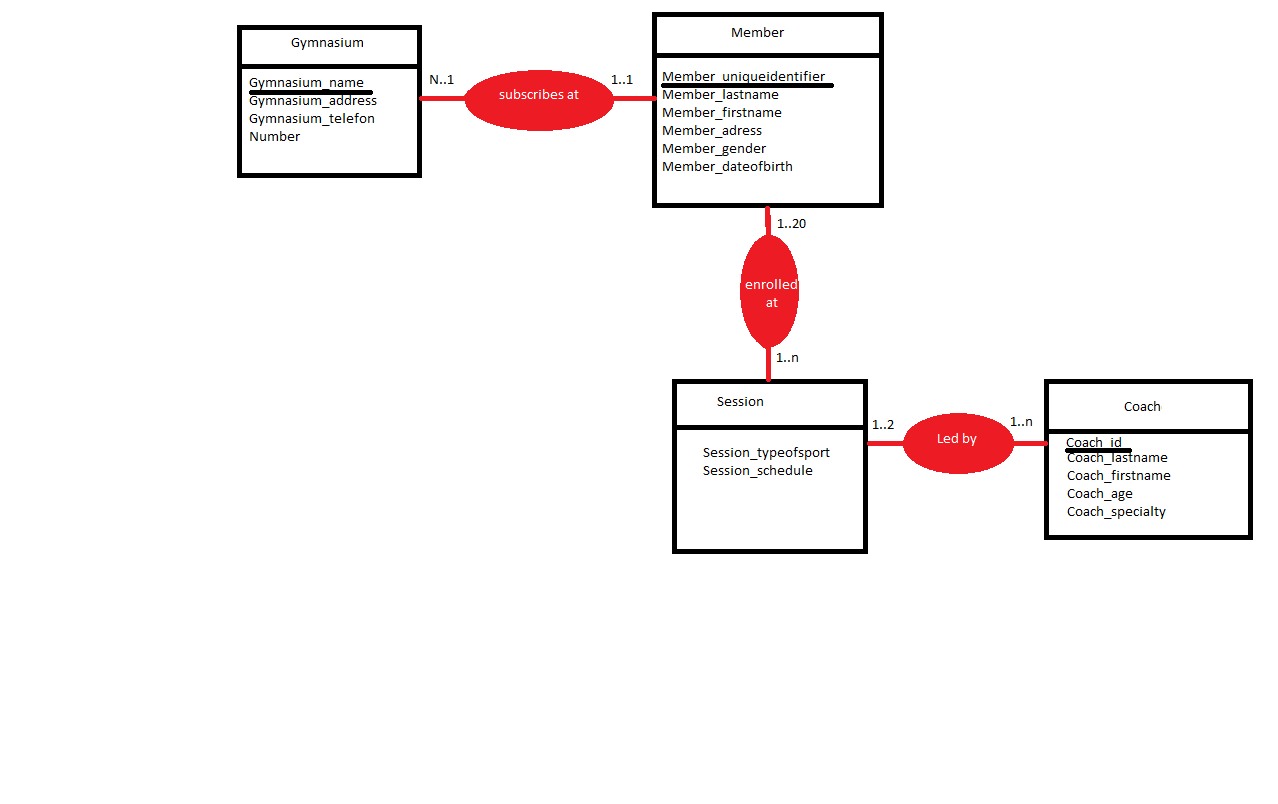 Gymnasium
Gymnasium_name
Gymnasium_address
Gymnasium_telefon
Number
N..1
subscribes at
1..1
Member
Member_uniqueidentifier
Member_lastname
Member_firstname
Member_adress
Member_gender
Member_dateofbirth
1..20
enrolled
at
1..n
Session
Session_typeofsport
Session_schedule
1..2
Led by
1..n
Coach
Coach_id
Coach_lastname
Coach_firstname
Coach_age
Coach_specialty